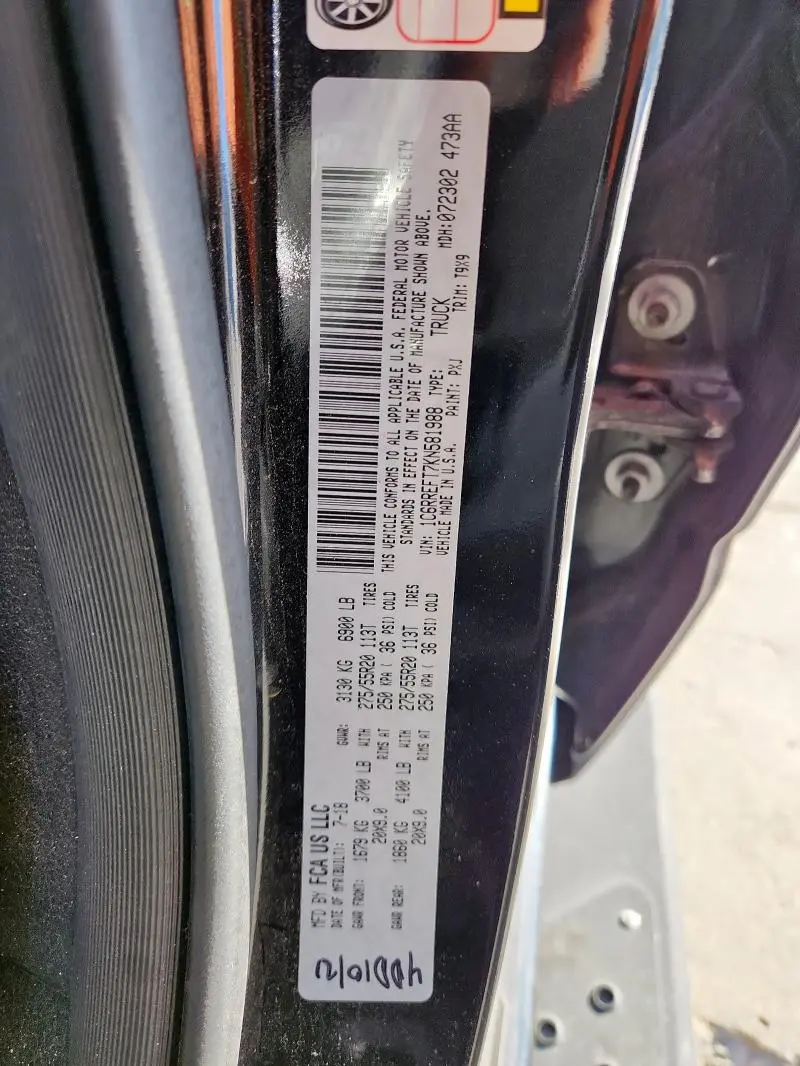 MFD BY FCA US LLC
DATE OF MFR(BUILT): 7-18 GVWR: 3130 KG 6900 LB
GAWR FRONT: 1679 KG 3700 LB WITH 275/55R20 113T TIRES
20X9.0 RIMS AT 250 KPA ( 36 PSI) COLD
GAWR REAR: 1860 KG 4100 LB WITH 275/55R20 113T TIRES
20X9.0 RIMS AT 250 KPA ( 36 PSI) COLD
THIS VEHICLE CONFORMS TO ALL APPLICABLE U.S.A. FEDERAL MOTOR VEHICLE SAFETY
STANDARDS IN EFFECT ON THE DATE OF MANUFACTURE SHOWN ABOVE.
VIN: 1C6RREFT7KN581988 TYPE: TRUCK MDH:072302 473AA
VEHICLE MADE IN U.S.A. PAINT: PXJ TRIM: T9X9